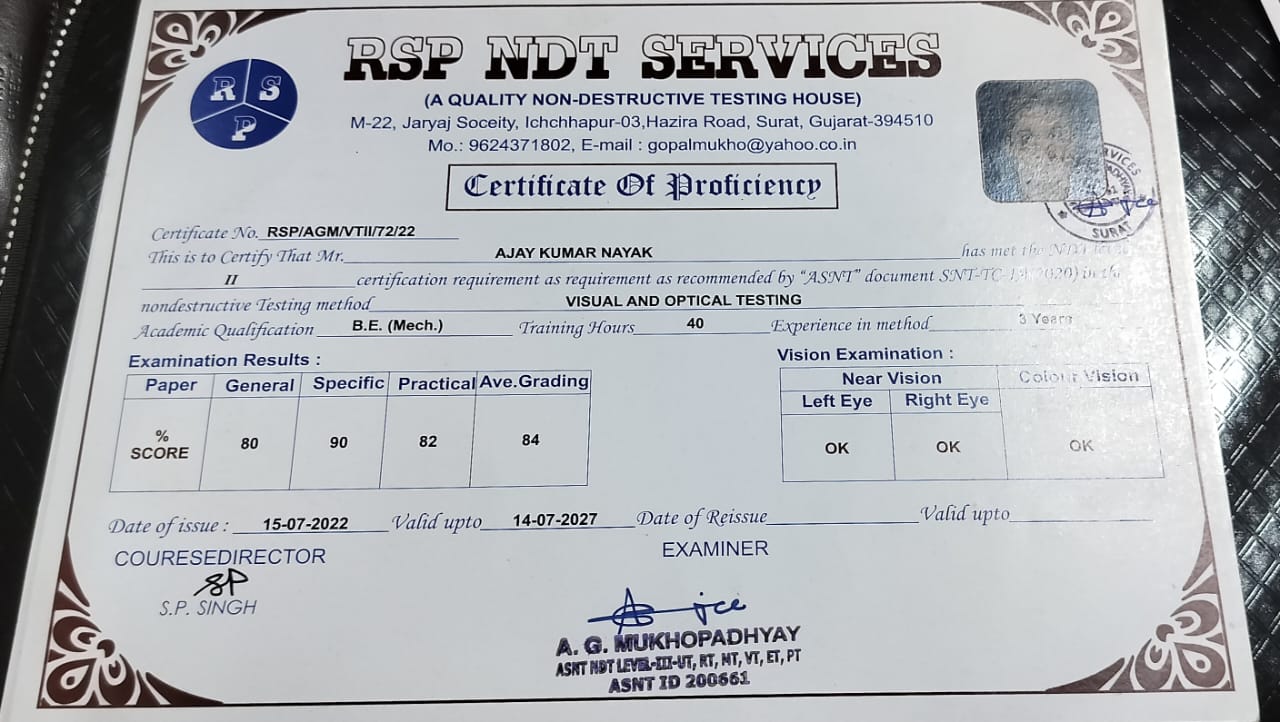 RSP NDT SERVICES
R S P
(A QUALITY NON-DESTRUCTIVE TESTING HOUSE)
M-22, Jaryaj Soceity, Ichchhapur-03,Hazira Road, Surat, Gujarat-394510
Mo.: 9624371802, E-mail : gopalmukho@yahoo.co.in
Certificate Of Proficiency
SURAT
Certificate No. RSP/AGM/VTII/72/22
This is to Certify That Mr. AJAY KUMAR NAYAK has met the NDT level
II certification requirement as requirement as recommended by “ASNT” document SNT-TC-1A(2020) in the
nondestructive Testing method VISUAL AND OPTICAL TESTING
Academic Qualification B.E. (Mech.) Training Hours 40 Experience in method 3 Years
Examination Results :
Paper General Specific Practical Ave.Grading
% SCORE 80 90 82 84
Vision Examination :
Near Vision Colour Vision
Left Eye Right Eye
OK OK OK
Date of issue : 15-07-2022 Valid upto 14-07-2027 Date of Reissue Valid upto
COURESEDIRECTOR EXAMINER
SP
S.P. SINGH
A. G. MUKHOPADHYAY
ASNT NDT LEVEL-III-UT, RT, MT, VT, ET, PT
ASNT ID 200661